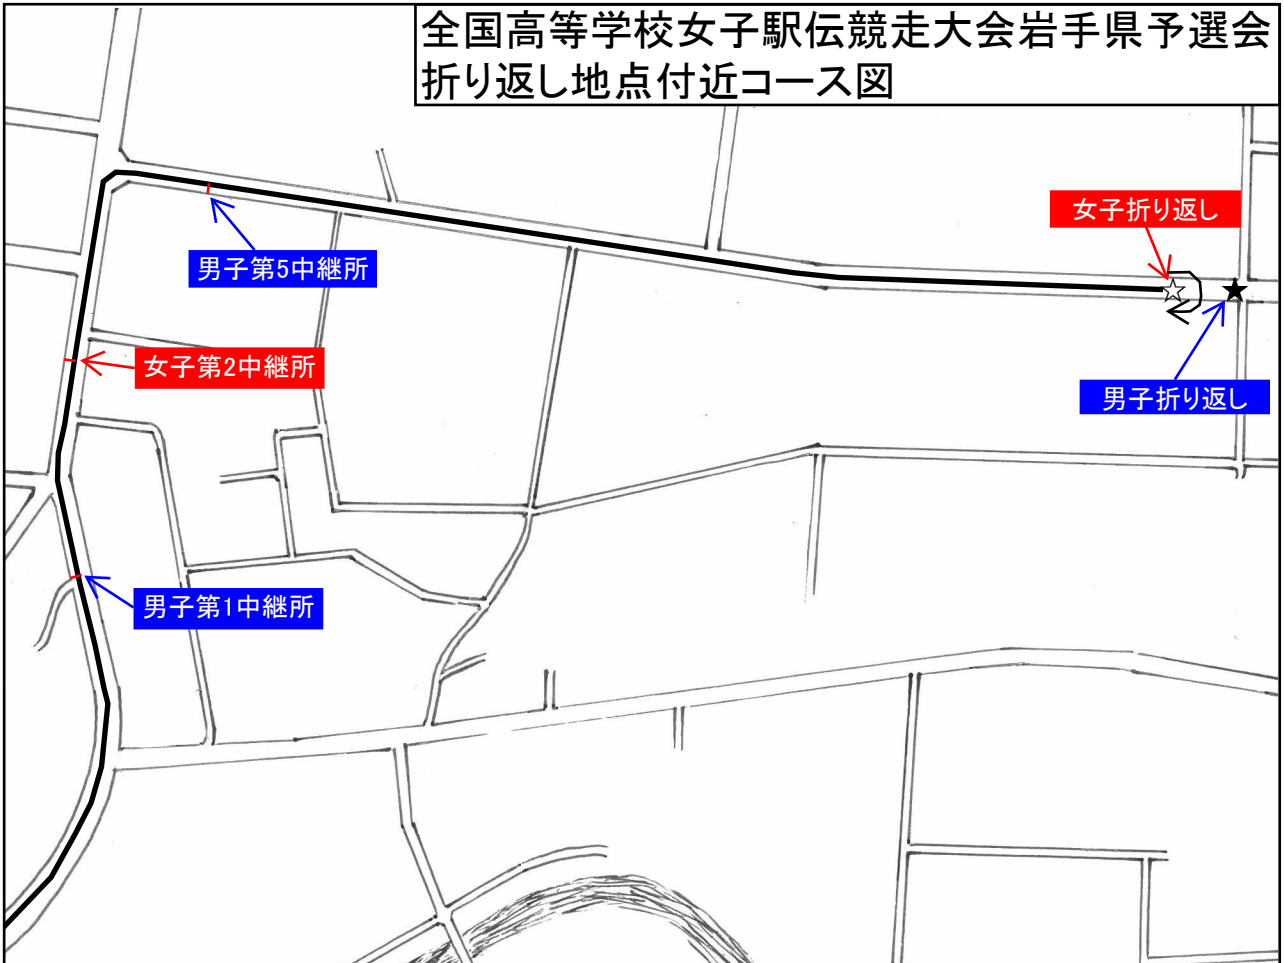 全国高等学校女子駅伝競走大会岩手県予選会
折り返し地点付近コース図
女子折り返し
男子第5中継所
女子第2中継所
男子折り返し
男子第1中継所